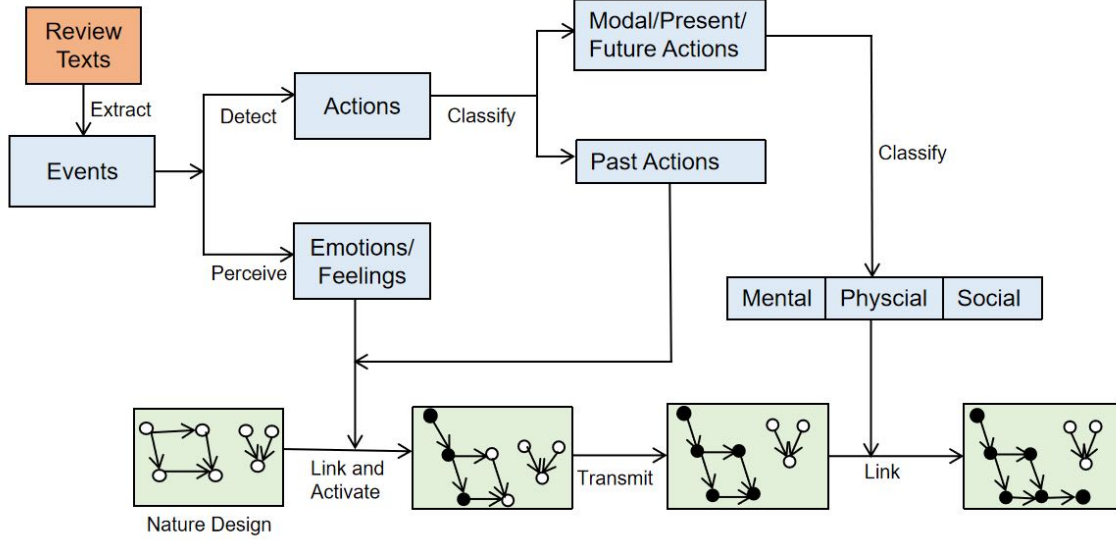 Review
Texts
Extract
Events
Detect
Actions
Classify
Modal/Present/
Future Actions
Past Actions
Classify
Perceive
Emotions/
Feelings
Mental
Physcial
Social
Link and
Activate
Transmit
Link
Nature Design